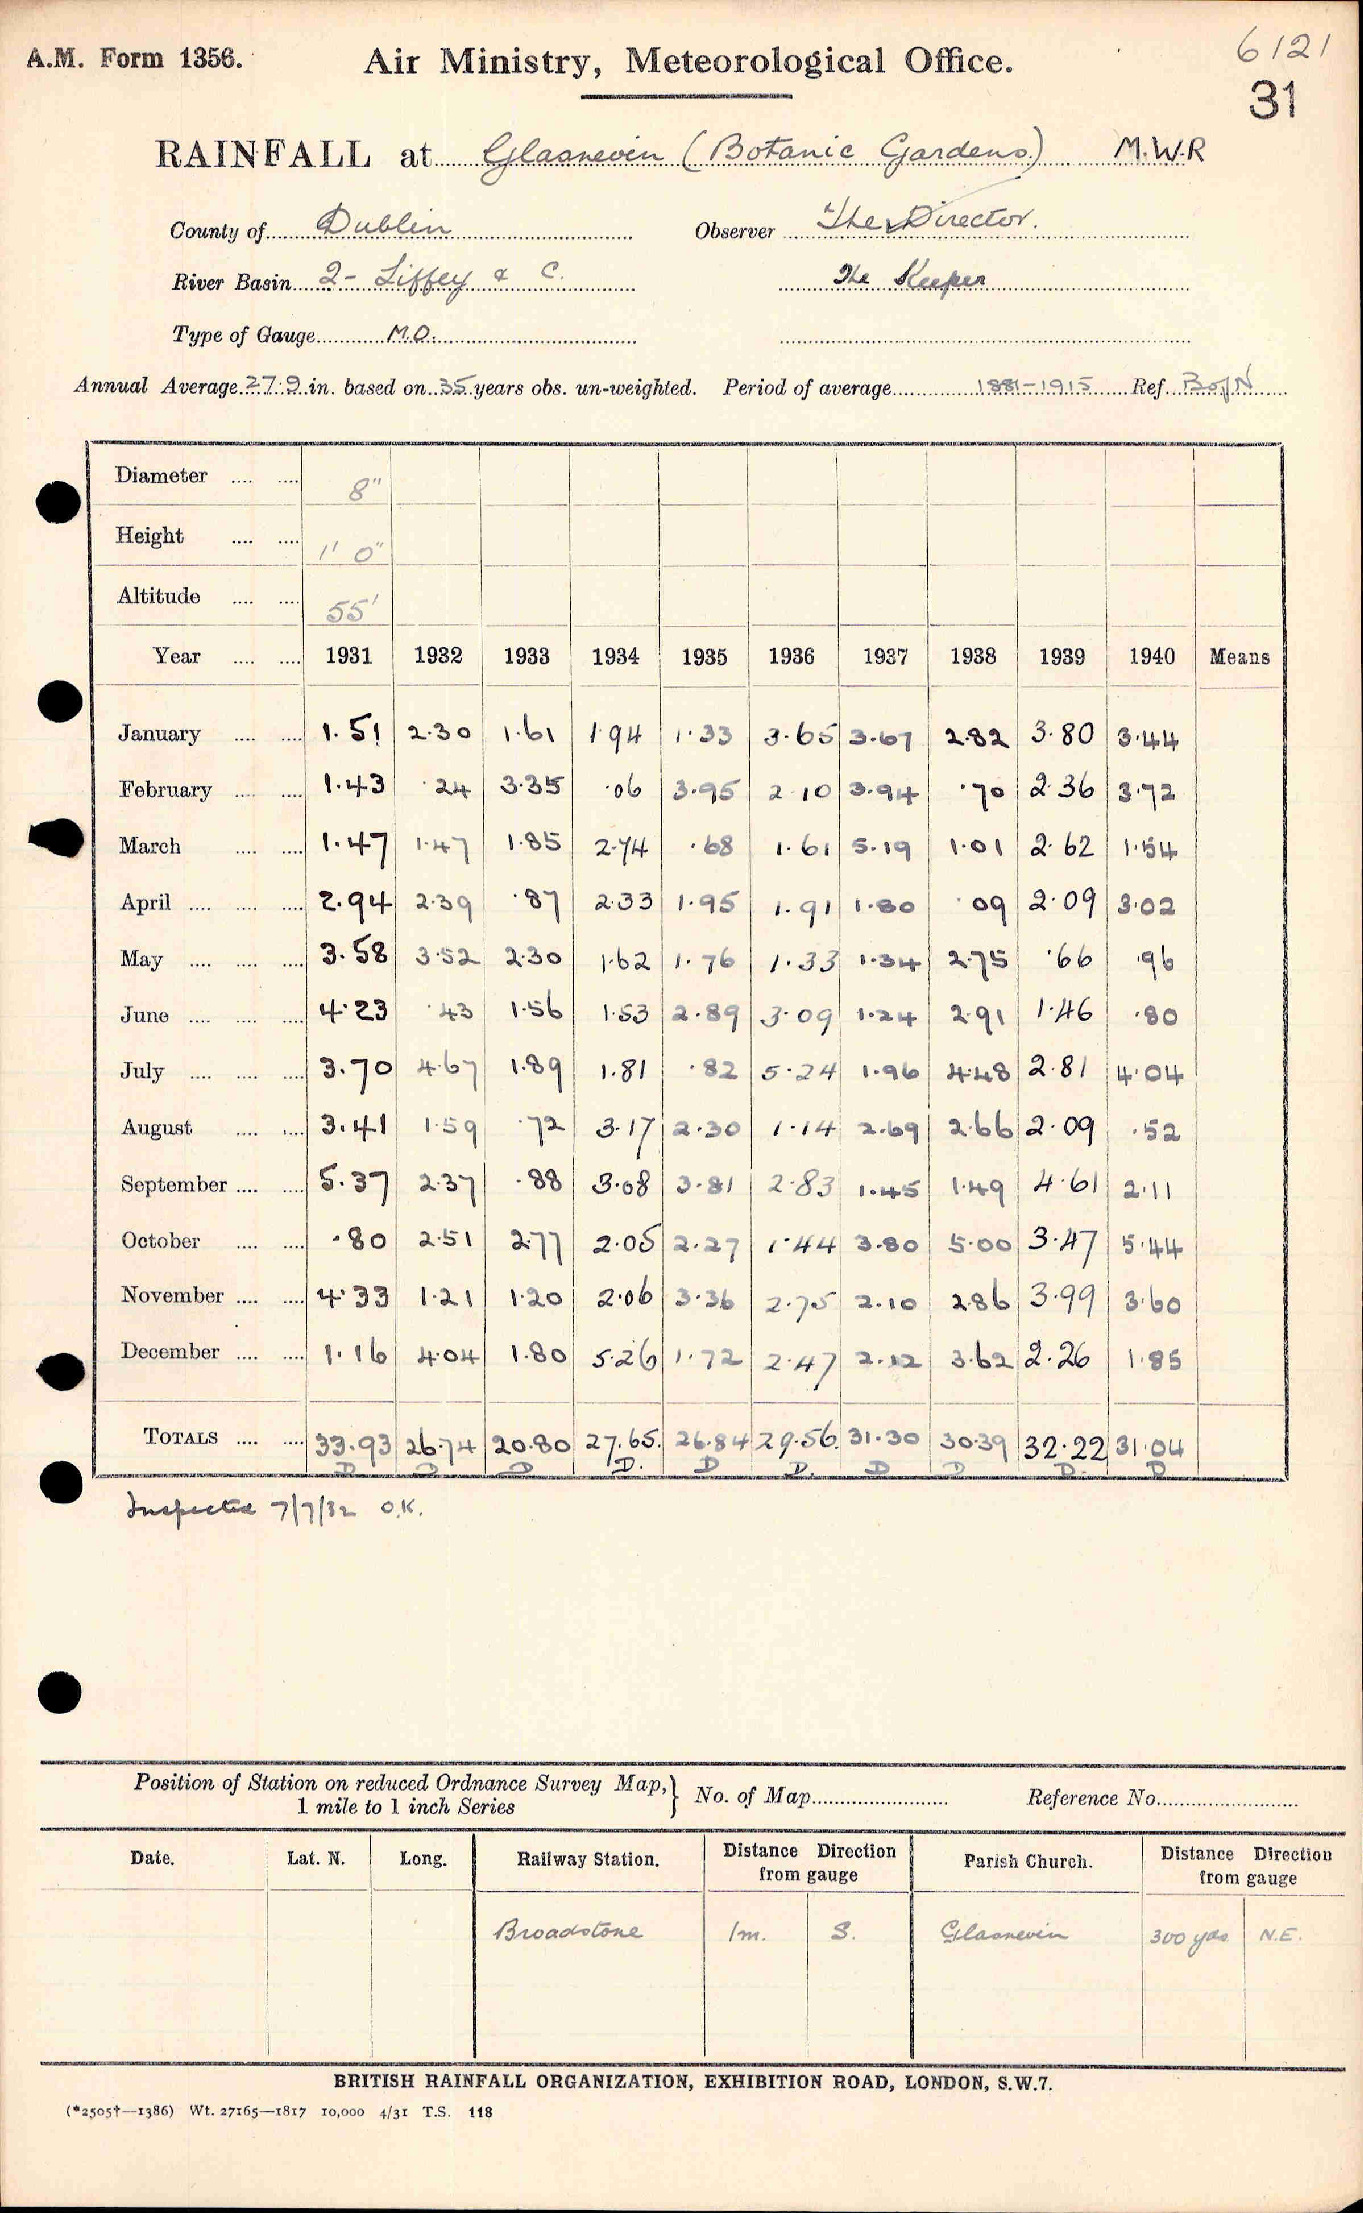 A.M. Form 1356.
Air Ministry, Meteorological Office.
6121
31
RAINFALL at Glasnevin (Botanic Gardens) M.W.R
County of Dublin Observer The Director.
River Basin 2- Liffey & C. The Keeper
Type of Gauge M.O.
Annual Average 27.9 in. based on 35 years obs. un-weighted. Period of average 1881-1915 Ref.
Diameter 8"
Height 1' 0"
Altitude 55'
Year 1931 1932 1933 1934 1935 1936 1937 1938 1939 1940 Means
January 1.51 2.30 1.61 1.94 1.33 3.65 3.67 2.82 3.80 3.44
February 1.43 .24 3.35 .06 3.95 2.10 3.94 .70 2.36 3.72
March 1.47 1.47 1.85 2.74 .68 1.61 5.19 1.01 2.62 1.54
April 2.94 2.39 .87 2.33 1.95 1.91 1.80 .09 2.09 3.02
May 3.58 3.52 2.30 1.62 1.76 1.33 1.34 2.75 .66 .96
June 4.23 .43 1.56 1.53 2.89 3.09 1.24 2.91 1.46 .80
July 3.70 4.67 1.89 1.81 .82 5.24 1.96 4.48 2.81 4.04
August 3.41 1.59 .72 3.17 2.30 1.14 2.69 2.66 2.09 .52
September 5.37 2.37 .88 3.08 3.81 2.83 1.45 1.49 4.61 2.11
October .80 2.51 2.77 2.05 2.27 1.44 3.80 5.00 3.47 5.44
November 4.33 1.21 1.20 2.06 3.36 2.75 2.10 2.86 3.99 3.60
December 1.16 4.04 1.80 5.26 1.72 2.47 2.12 3.62 2.26 1.85
TOTALS 33.93 26.74 20.80 27.65 26.84 29.56 31.30 30.39 32.22 31.04
D D D D. D D. D D D. D
Inspected 7/7/32 O.K.
Position of Station on reduced Ordnance Survey Map, 1 mile to 1 inch Series } No. of Map Reference No.
Date. Lat. N. Long. Railway Station. Distance Direction from gauge Parish Church. Distance Direction from gauge
Broadstone 1m. S. Glasnevin 300 yds N.E.
BRITISH RAINFALL ORGANIZATION, EXHIBITION ROAD, LONDON, S.W.7.
(*2505†—1386) Wt. 27165—1817 10,000 4/31 T.S. 118